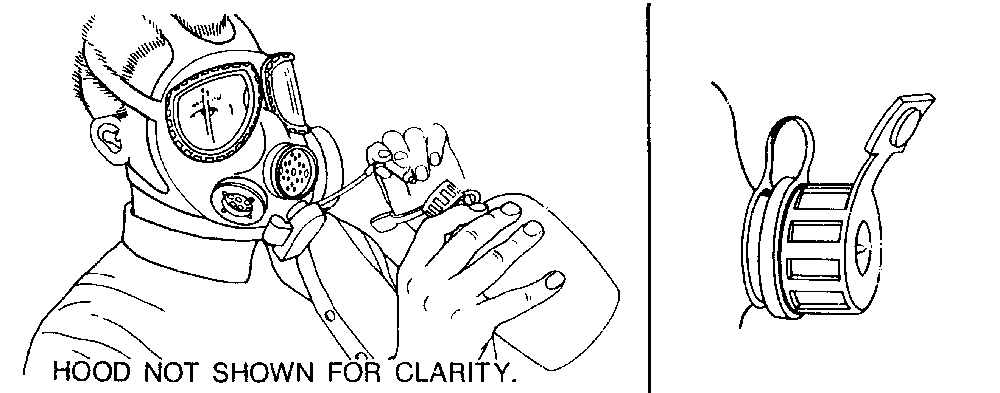 HOOD NOT SHOWN FOR CLARITY.